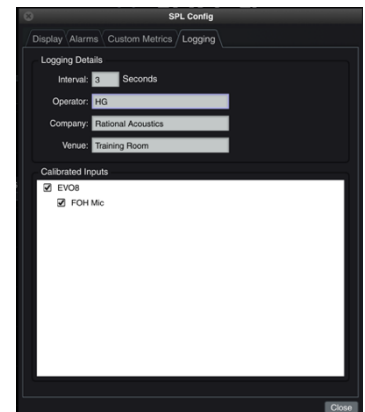 SPL Config
Display Alarms Custom Metrics Logging
Logging Details
Interval: 3 Seconds
Operator: HG
Company: Rational Acoustics
Venue: Training Room
Calibrated Inputs
EVO8
FOH Mic
Close